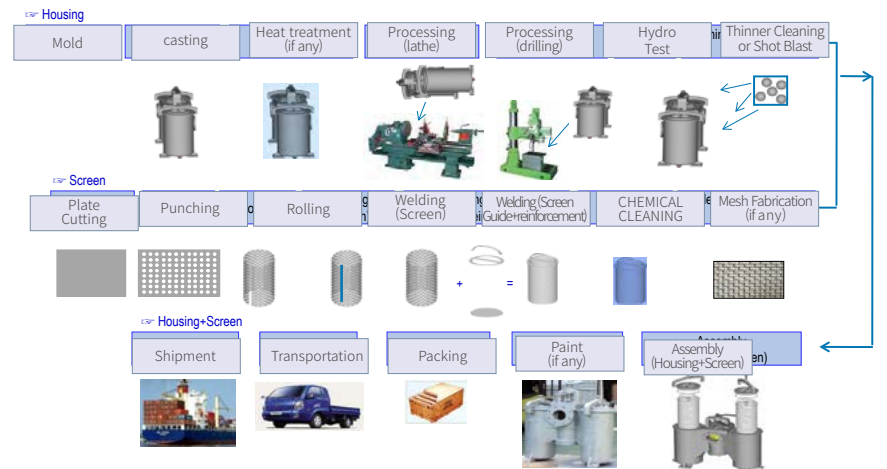 ☞ Housing
Mold
casting
Heat treatment
(if any)
Processing
(lathe)
Processing
(drilling)
Hydro
Test
Thinner Cleaning
or Shot Blast
☞ Screen
Plate
Cutting
Punching
Rolling
Welding
(Screen)
Welding(Screen
Guide+reinforcement)
CHEMICAL
CLEANING
Mesh Fabrication
(if any)
+
=
☞ Housing+Screen
Shipment
Transportation
Packing
Paint
(if any)
Assembly
(Housing+Screen)